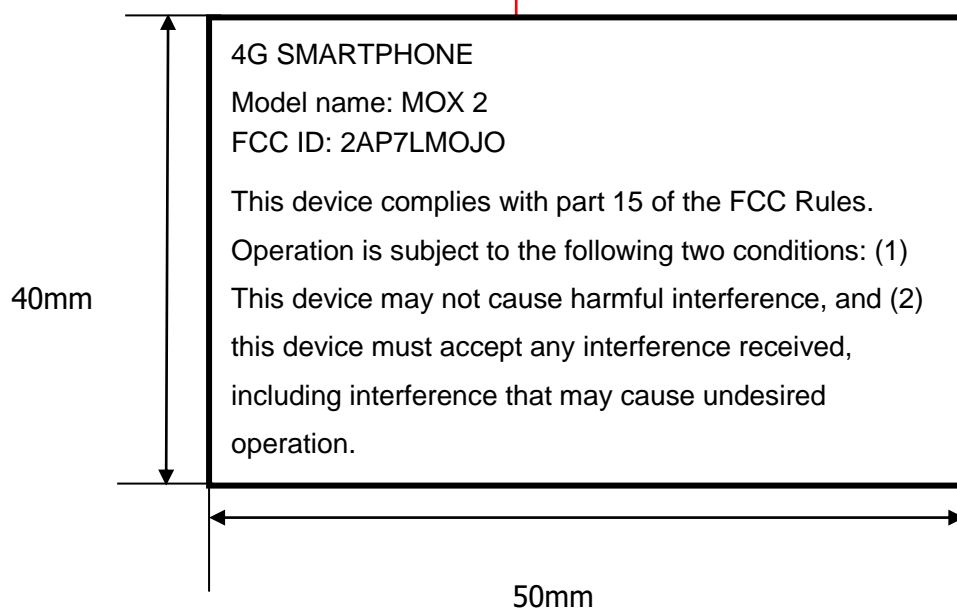 4G SMARTPHONE
Model name: MOX 2
FCC ID: 2AP7LMOJO
This device complies with part 15 of the FCC Rules.
Operation is subject to the following two conditions: (1)
This device may not cause harmful interference, and (2)
this device must accept any interference received,
including interference that may cause undesired
operation.
40mm
50mm